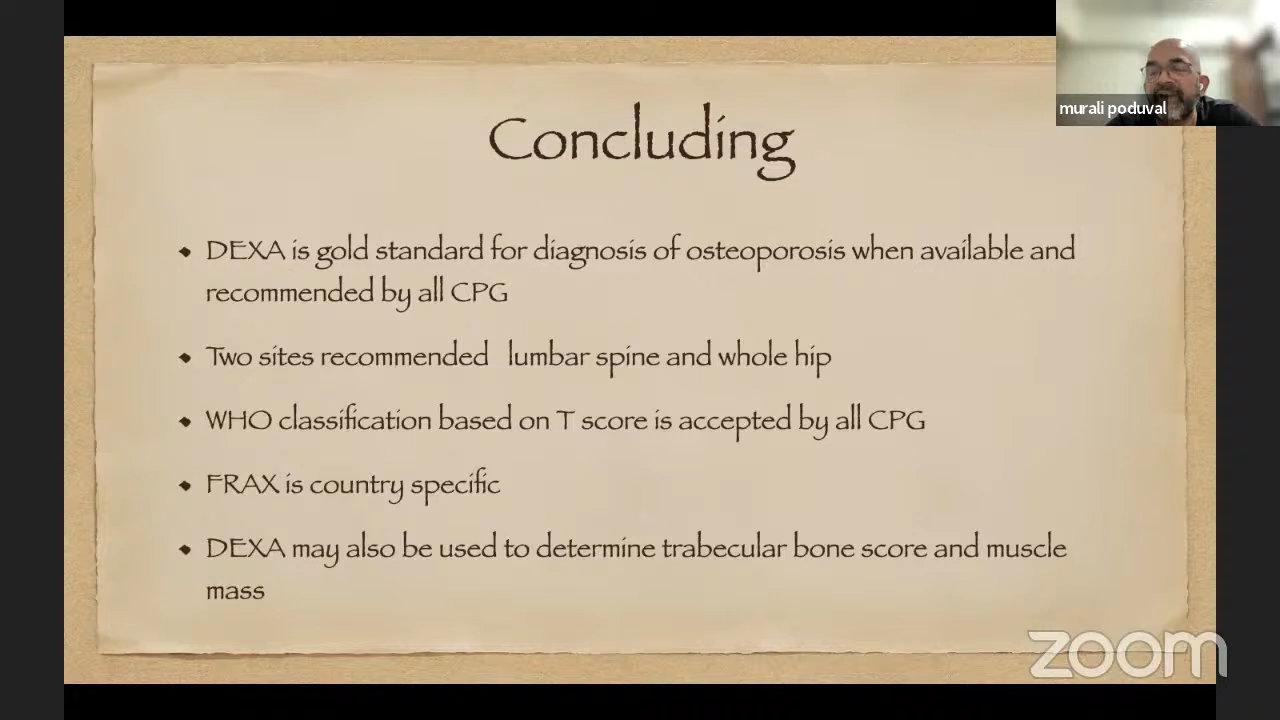 murali poduval
Concluding
DEXA is gold standard for diagnosis of osteoporosis when available and
recommended by all CPG
Two sites recommended lumbar spine and whole hip
WHO classification based on T score is accepted by all CPG
FRAX is country specific
DEXA may also be used to determine trabecular bone score and muscle
mass
zoom